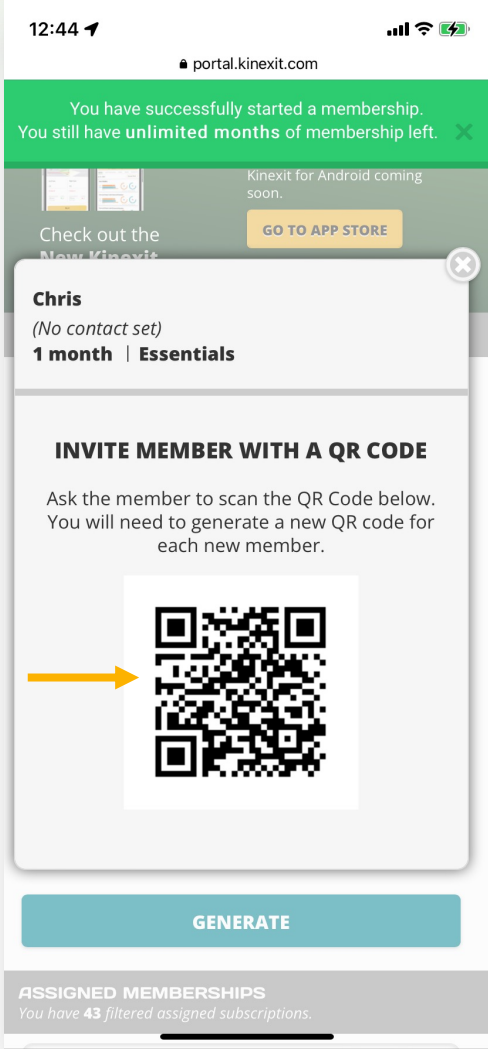 12:44
portal.kinexit.com
You have successfully started a membership.
You still have unlimited months of membership left.
Kinexit for Android coming
soon.
GO TO APP STORE
Check out the
New Kinexit
Chris
(No contact set)
1 month | Essentials
INVITE MEMBER WITH A QR CODE
Ask the member to scan the QR Code below.
You will need to generate a new QR code for
each new member.
GENERATE
ASSIGNED MEMBERSHIPS
You have 43 filtered assigned subscriptions.